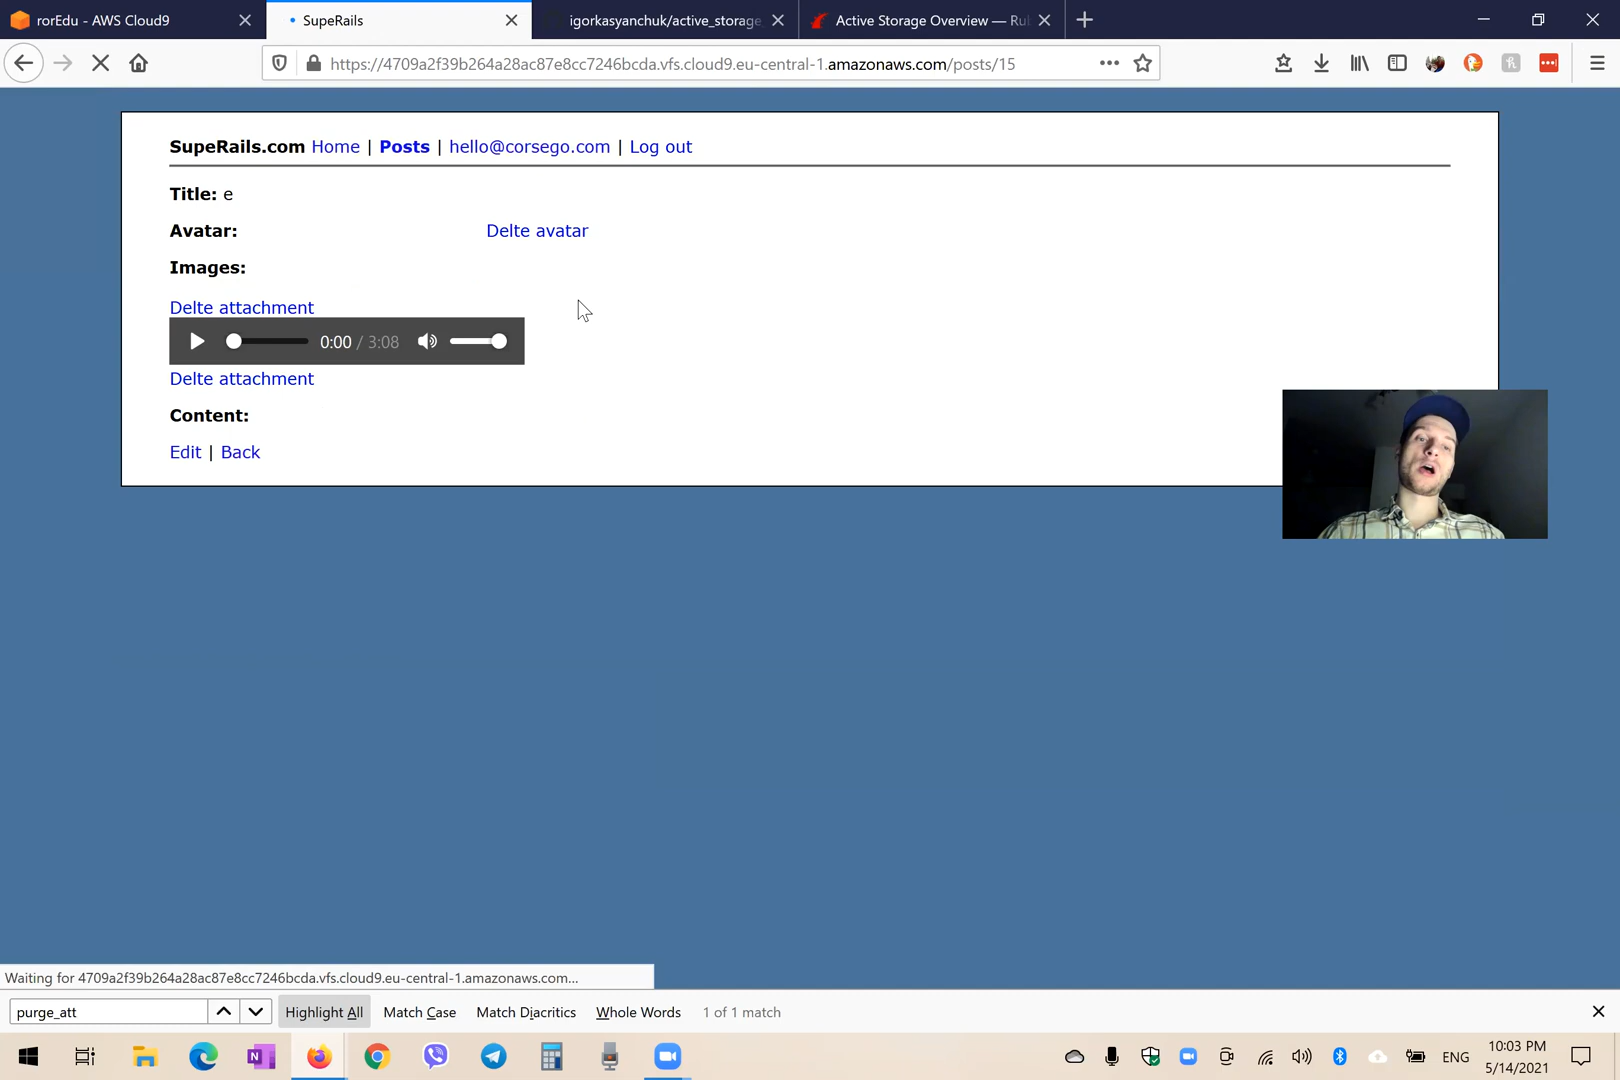 rorEdu - AWS Cloud9
SupeRails
igorkasyanchuk/active_storage_
Active Storage Overview — Ru
https://4709a2f39b264a28ac87e8cc7246bcda.vfs.cloud9.eu-central-1.amazonaws.com/posts/15
SupeRails.com Home | Posts | hello@corsego.com | Log out
Title: e
Avatar: Delte avatar
Images:
Delte attachment
0:00 / 3:08
Delte attachment
Content:
Edit | Back
Waiting for 4709a2f39b264a28ac87e8cc7246bcda.vfs.cloud9.eu-central-1.amazonaws.com...
purge_att Highlight All Match Case Match Diacritics Whole Words 1 of 1 match
ENG
10:03 PM
5/14/2021